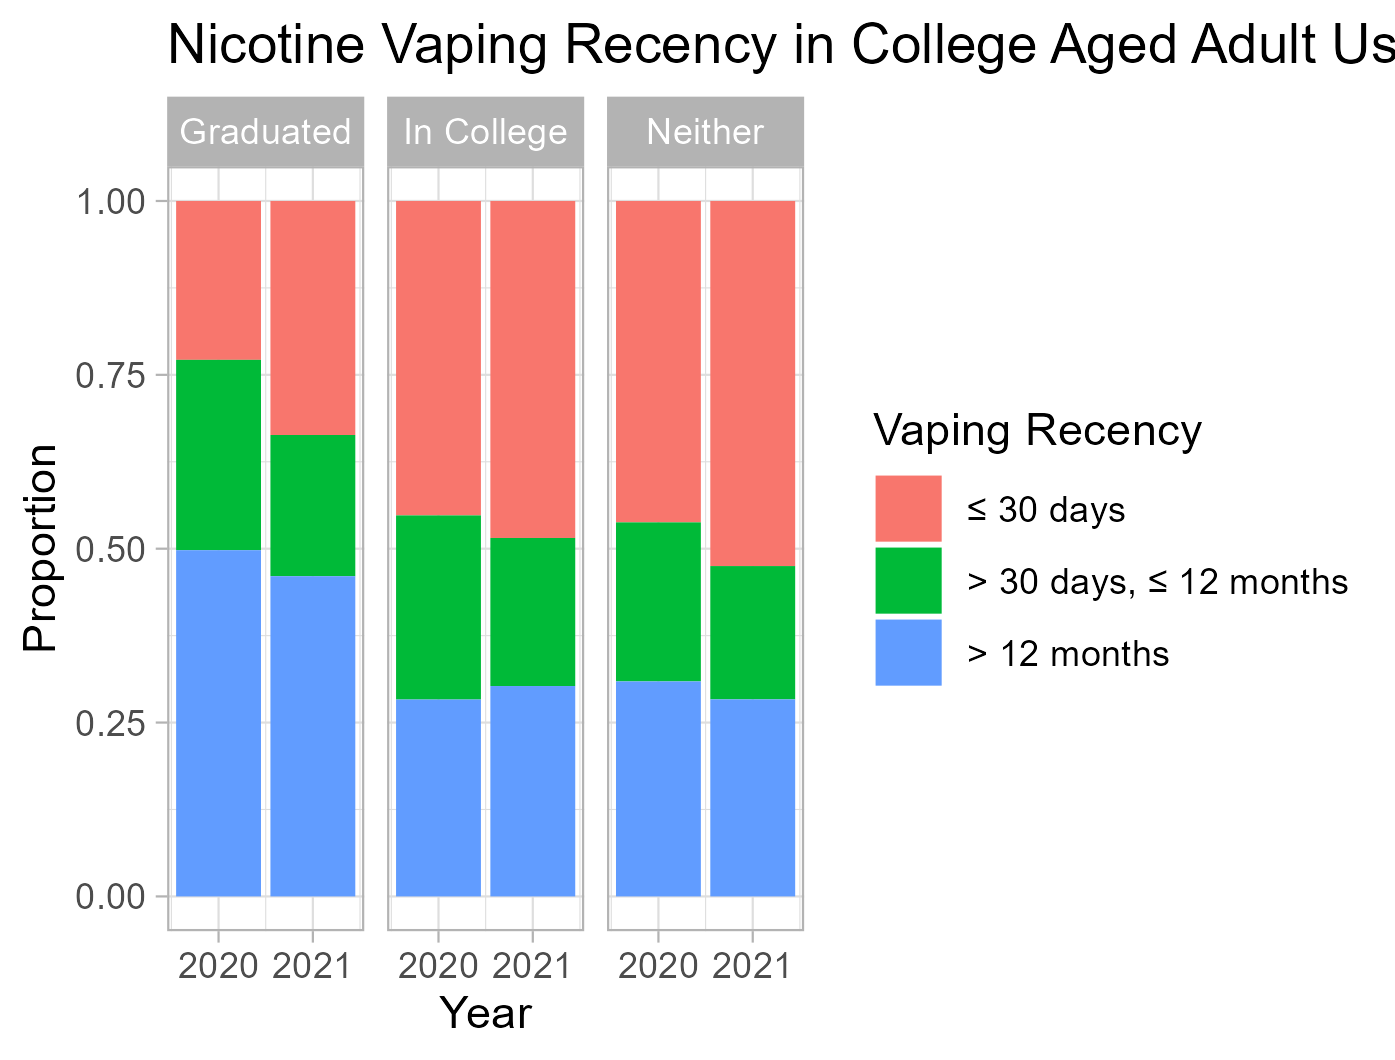 Nicotine Vaping Recency in College Aged Adult Us
Graduated In College Neither
1.00
0.75
0.50
0.25
0.00
Proportion
2020 2021 2020 2021 2020 2021
Year
Vaping Recency
≤ 30 days
> 30 days, ≤ 12 months
> 12 months